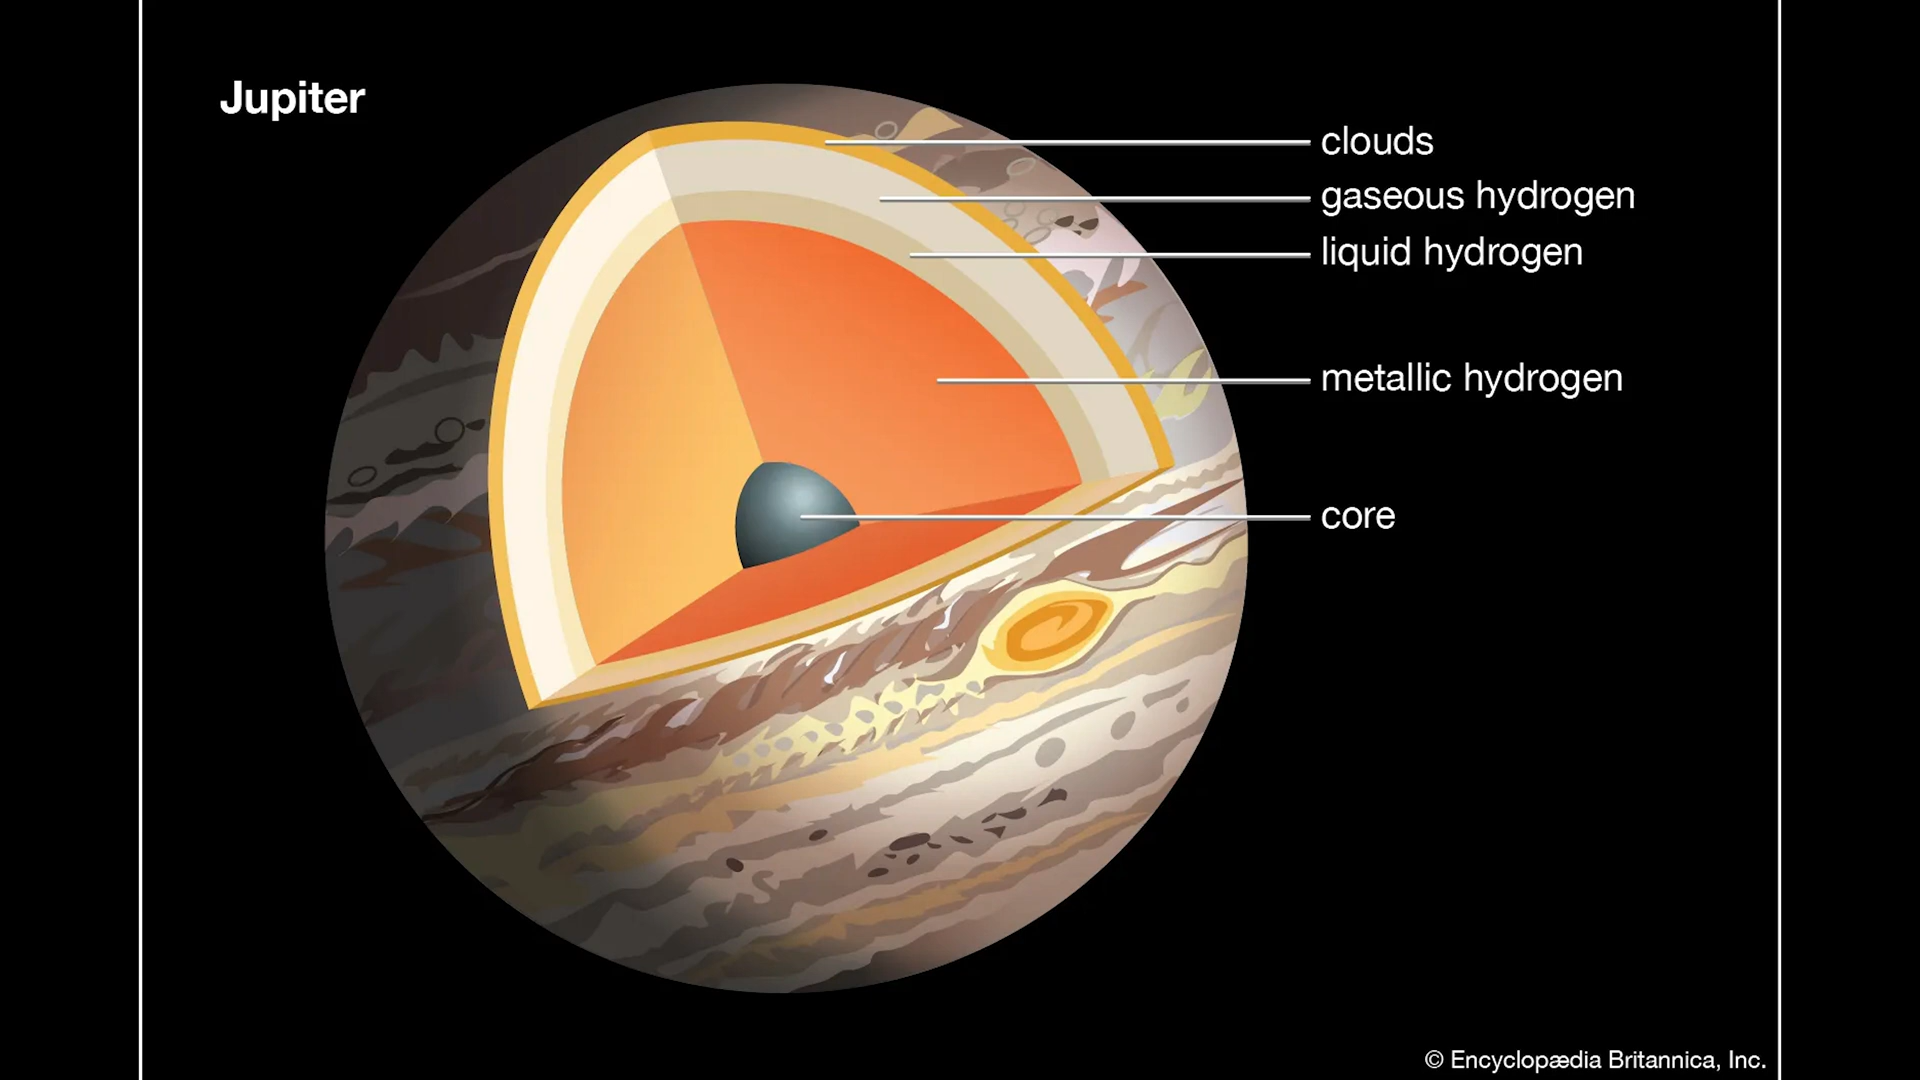 Jupiter
clouds
gaseous hydrogen
liquid hydrogen
metallic hydrogen
core
© Encyclopædia Britannica, Inc.